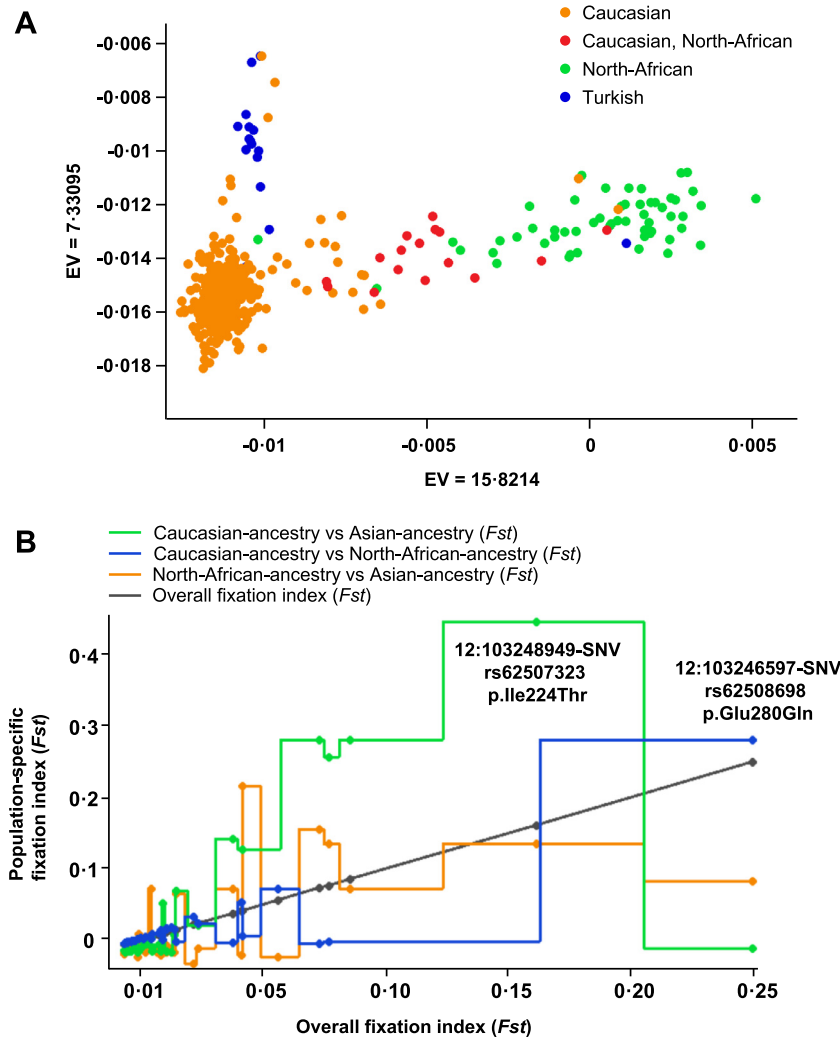 A
Caucasian
Caucasian, North-African
North-African
Turkish
-0·006
-0·008
-0·01
-0·012
-0·014
-0·016
-0·018
EV = 7·33095
-0·01
-0·005
0
0·005
EV = 15·8214
B
Caucasian-ancestry vs Asian-ancestry (Fst)
Caucasian-ancestry vs North-African-ancestry (Fst)
North-African-ancestry vs Asian-ancestry (Fst)
Overall fixation index (Fst)
12:103248949-SNV
rs62507323
p.Ile224Thr
12:103246597-SNV
rs62508698
p.Glu280Gln
0·4
0·3
0·2
0·1
0
Population-specific
fixation index (Fst)
0·01
0·05
0·10
0·15
0·20
0·25
Overall fixation index (Fst)